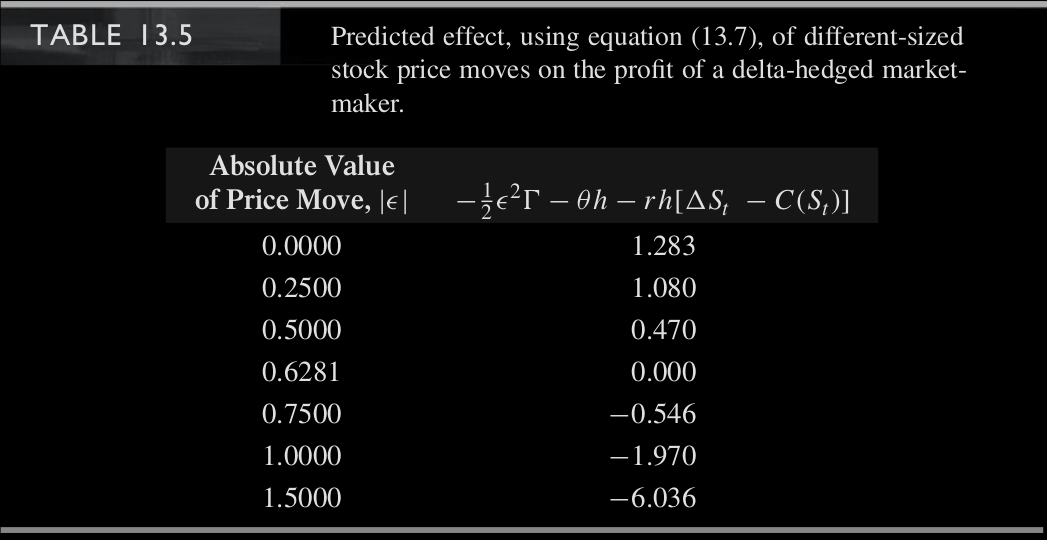 TABLE 13.5
Predicted effect, using equation (13.7), of different-sized
stock price moves on the profit of a delta-hedged market-
maker.
Absolute Value
of Price Move, |ϵ| −½ϵ²Γ − θh − rh[ΔSₜ − C(Sₜ)]
0.0000 1.283
0.2500 1.080
0.5000 0.470
0.6281 0.000
0.7500 −0.546
1.0000 −1.970
1.5000 −6.036